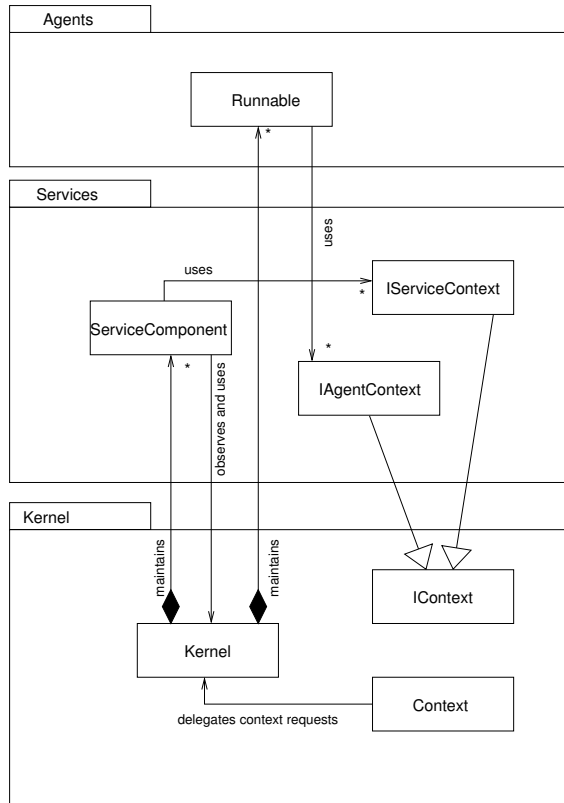 Agents
Runnable
*
Services
uses
uses
IServiceContext
*
ServiceComponent
*
*
IAgentContext
observes and uses
Kernel
maintains
maintains
IContext
Kernel
Context
delegates context requests